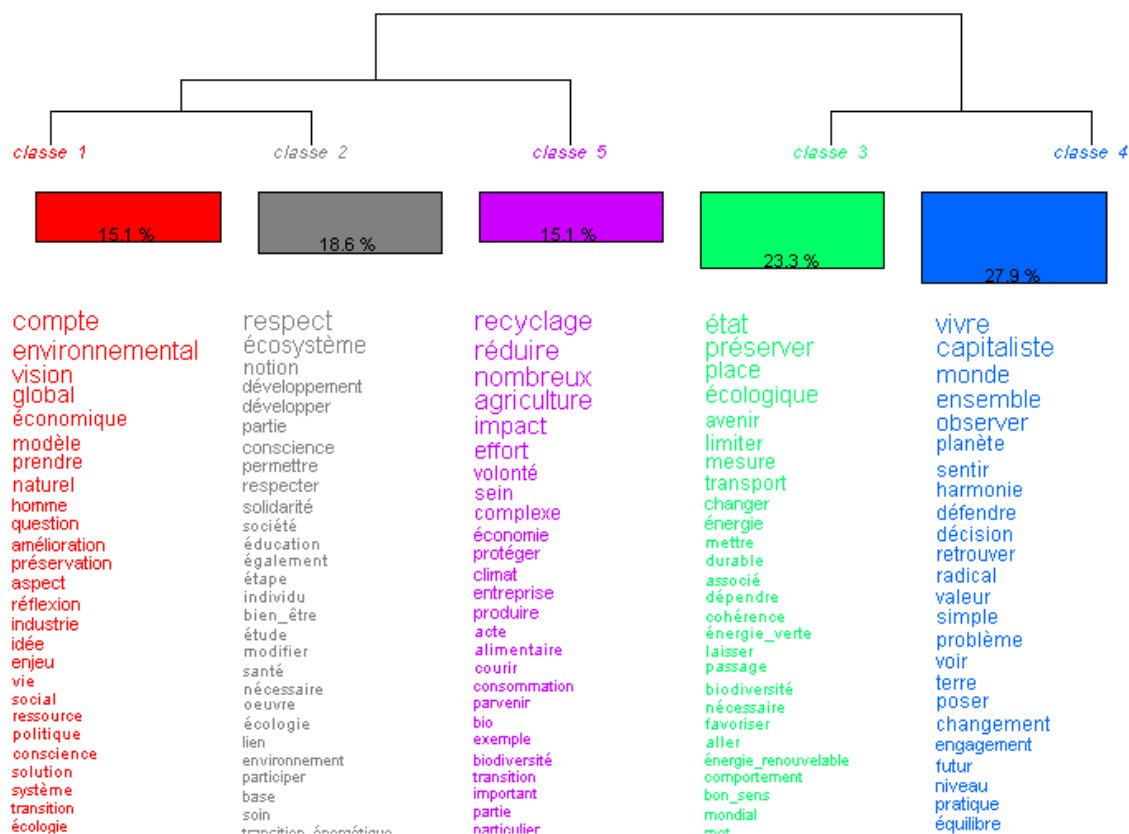 classe 1
classe 2
classe 5
classe 3
classe 4
15.1 %
18.6 %
15.1 %
23.3 %
27.9 %
compte
environnemental
vision
global
économique
modèle
prendre
naturel
homme
question
amélioration
préservation
aspect
réflexion
industrie
idée
enjeu
vie
social
ressource
politique
conscience
solution
système
transition
écologie
respect
écosystème
notion
développement
développer
partie
conscience
permettre
respecter
solidarité
société
éducation
également
étape
individu
bien_être
étude
modifier
santé
nécessaire
oeuvre
écologie
lien
environnement
participer
base
soin
transition_énergétique
recyclage
réduire
nombreux
agriculture
impact
effort
volonté
sein
complexe
économie
protéger
climat
entreprise
produire
acte
alimentaire
courir
consommation
parvenir
bio
exemple
biodiversité
transition
important
partie
particulier
état
préserver
place
écologique
avenir
limiter
mesure
transport
changer
énergie
mettre
durable
associé
dépendre
cohérence
énergie_verte
laisser
passage
biodiversité
nécessaire
favoriser
aller
énergie_renouvelable
comportement
bon_sens
mondial
vivre
capitaliste
monde
ensemble
observer
planète
sentir
harmonie
défendre
décision
retrouver
radical
valeur
simple
problème
voir
terre
poser
changement
engagement
futur
niveau
pratique
équilibre